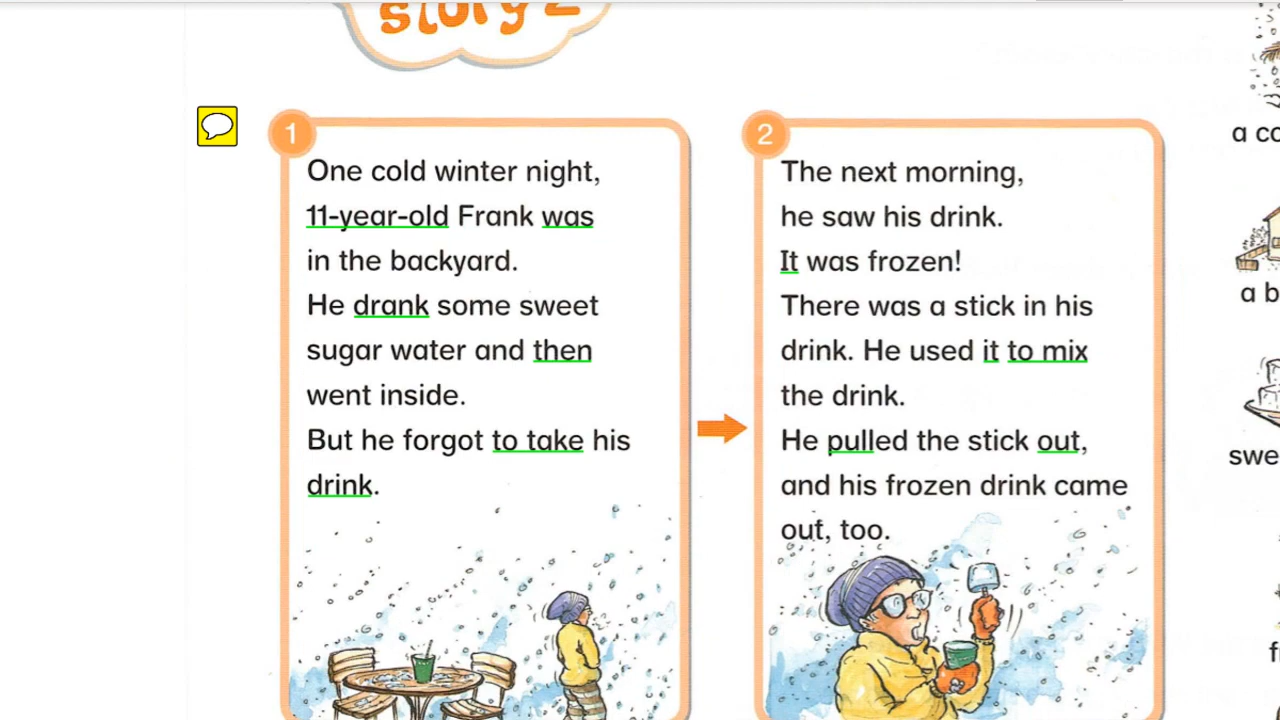 story 2
1
One cold winter night,
11-year-old Frank was
in the backyard.
He drank some sweet
sugar water and then
went inside.
But he forgot to take his
drink.
2
The next morning,
he saw his drink.
It was frozen!
There was a stick in his
drink. He used it to mix
the drink.
He pulled the stick out,
and his frozen drink came
out, too.
a
a